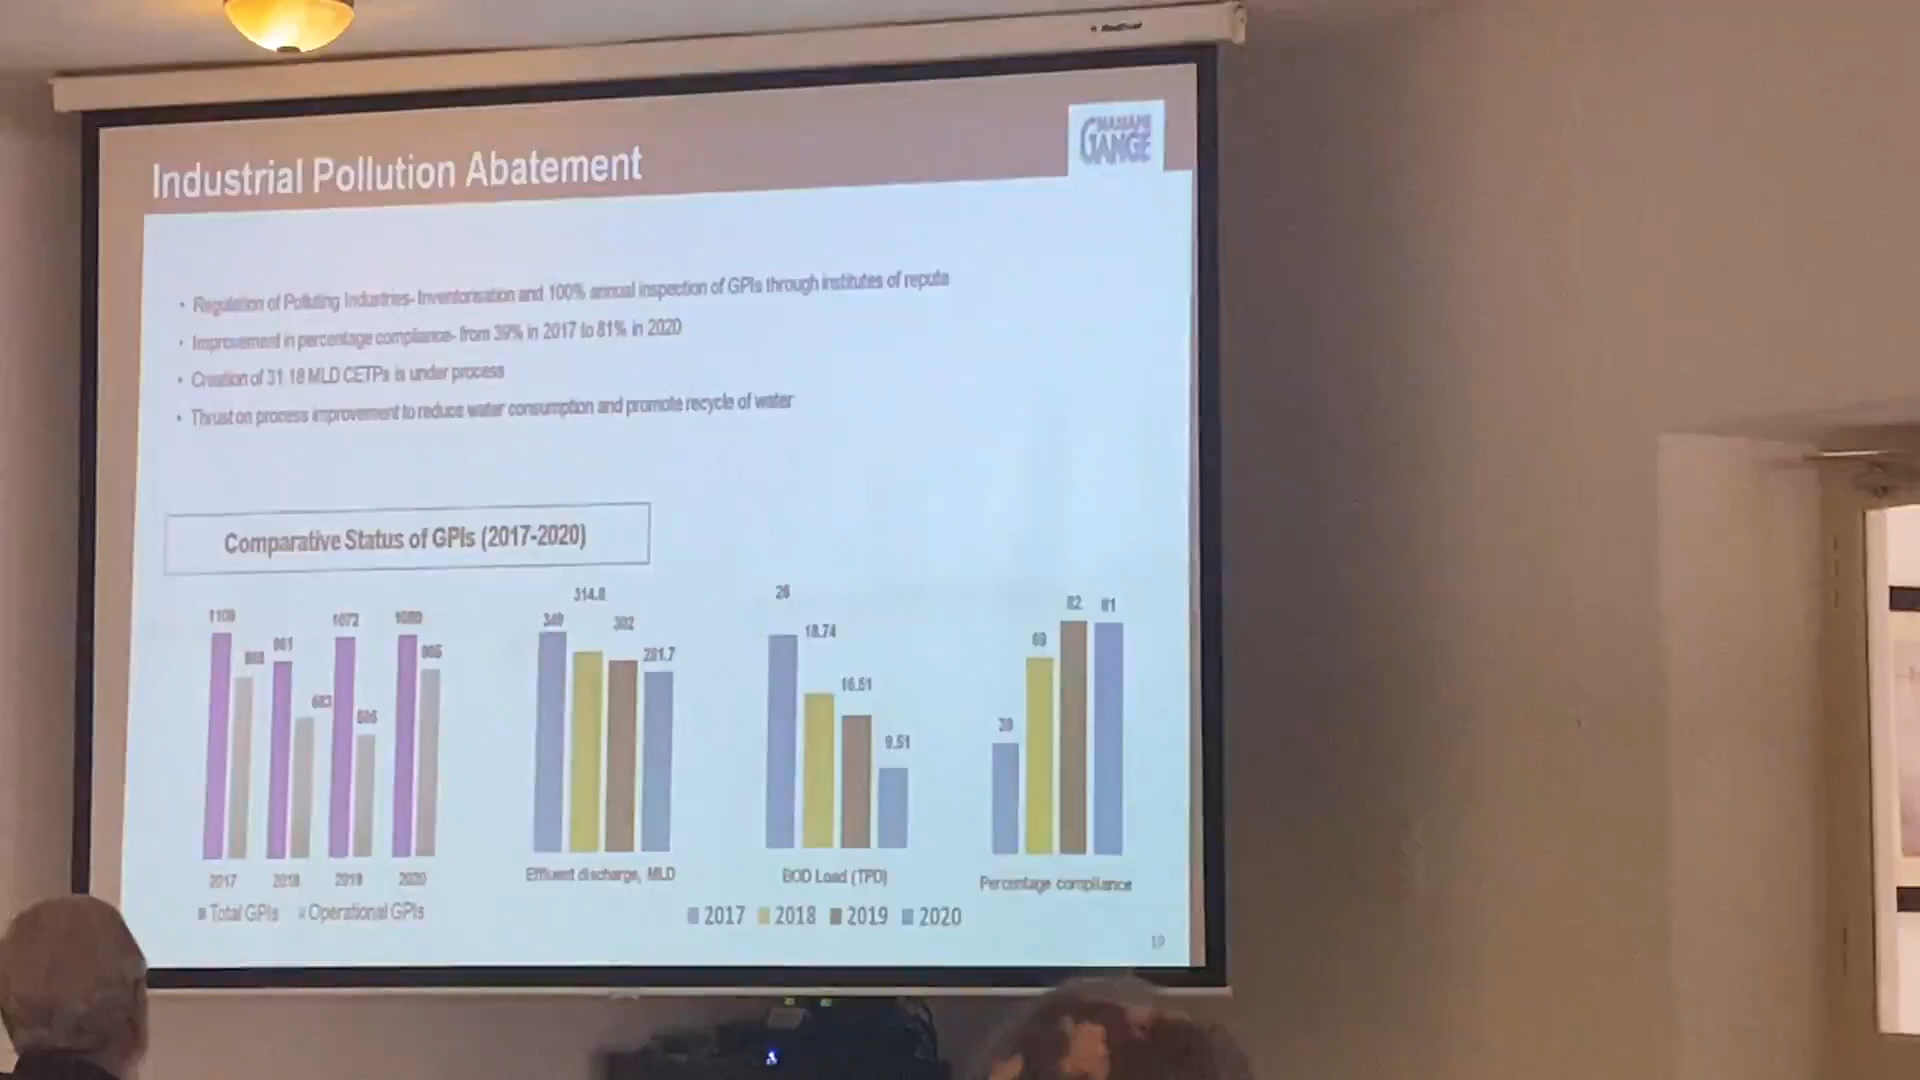 Industrial Pollution Abatement
NAMAMI
GANGE
• Regulation of Polluting Industries- Inventorisation and 100% annual inspection of GPIs through institutes of repute
• Improvement in percentage compliance- from 39% in 2017 to 81% in 2020
• Creation of 31.18 MLD CETPs is under process
• Thrust on process improvement to reduce water consumption and promote recycle of water
Comparative Status of GPIs (2017-2020)
961
1072
1080
683
2017 2018 2019 2020
Total GPIs Operational GPIs
349
314.8
302
281.7
Effluent discharge, MLD
26
18.74
16.51
9.51
BOD Load (TPD)
39
69
82
81
Percentage compliance
2017 2018 2019 2020
19